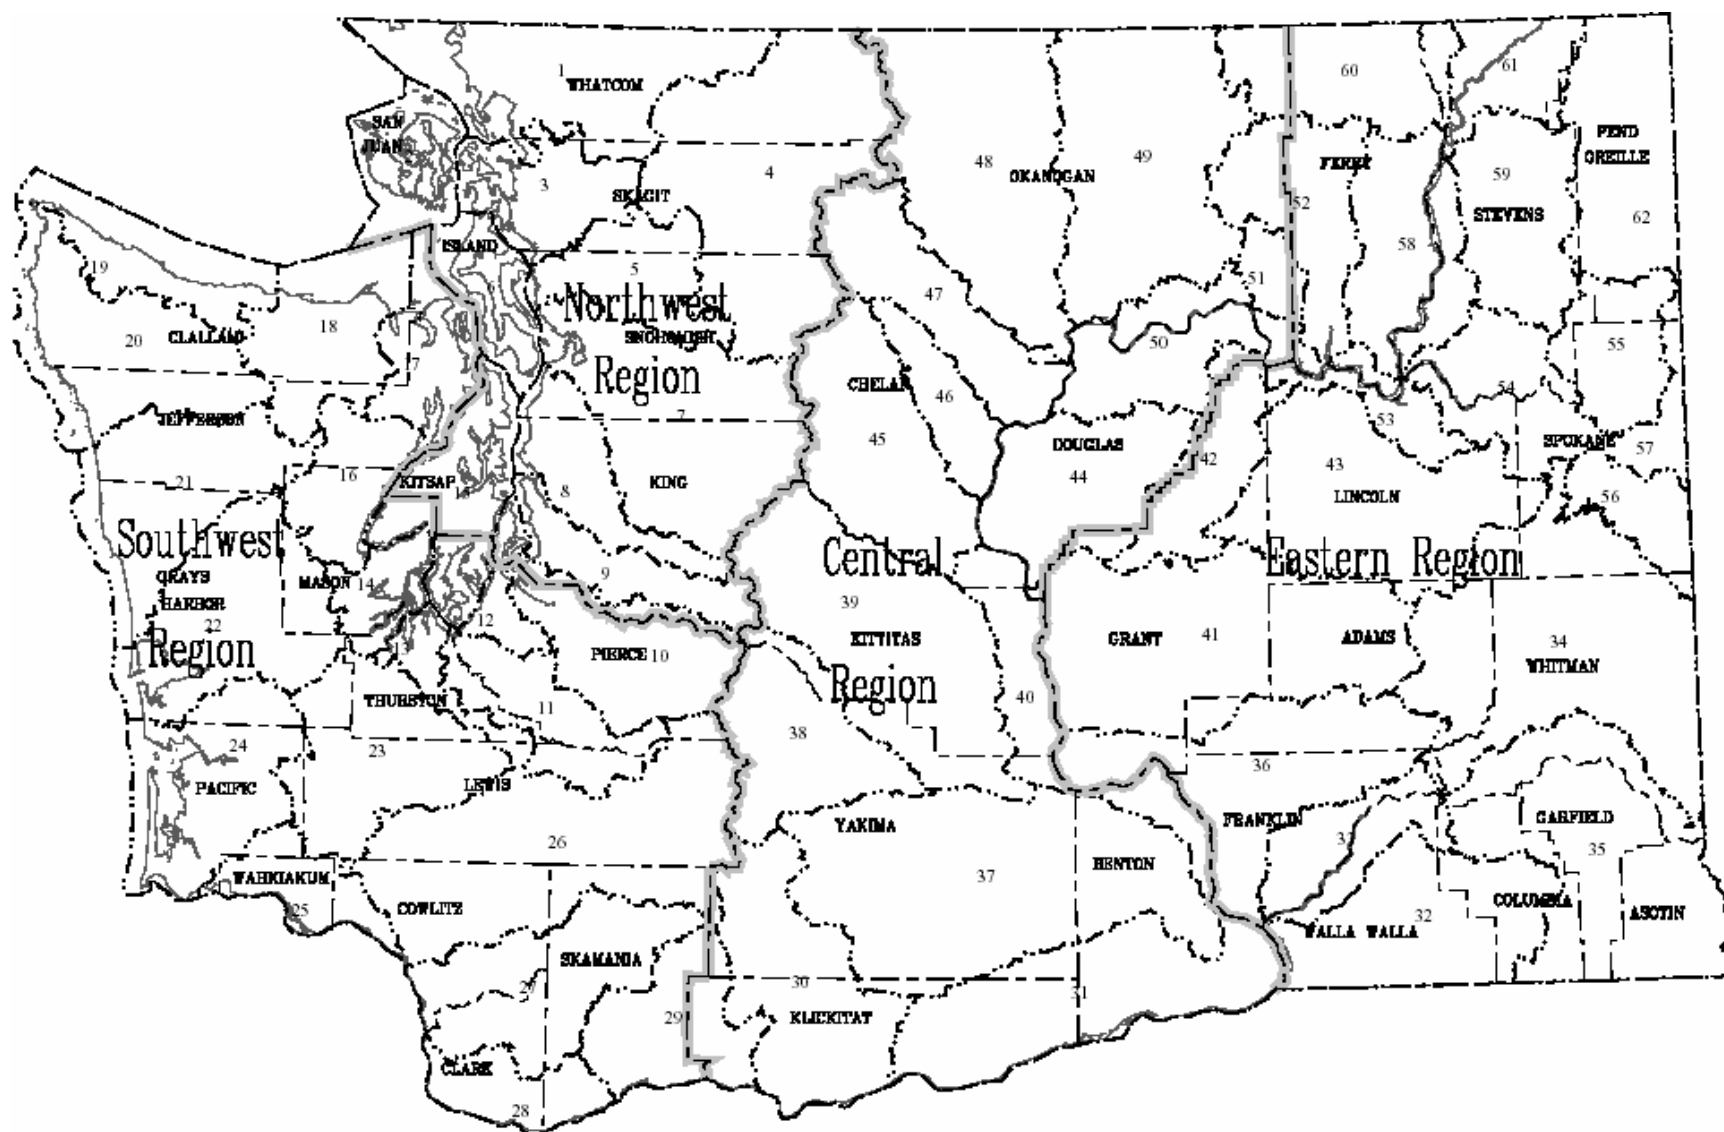 1
WHATCOM
60
61
SAN
JUAN
2
3
4
48
49
FERRY
PEND
OREILLE
59
OKANOGAN
SKAGIT
52
STEVENS
62
58
ISLAND
19
5
6
47
51
Northwest
18
20
CLALLAM
SNOHOMISH
50
55
17
Region
CHELAN
46
54
JEFFERSON
7
45
DOUGLAS
42
53
SPOKANE
57
16
44
43
21
KITSAP
15
8
KING
LINCOLN
56
Southwest
Central
Eastern Region
GRAYS
MASON
14
9
HARBOR
39
22
12
KITTITAS
GRANT
41
ADAMS
34
Region
13
PIERCE
10
WHITMAN
Region
THURSTON
11
40
24
23
38
36
PACIFIC
LEWIS
YAKIMA
FRANKLIN
GARFIELD
33
26
35
WAHKIAKUM
37
BENTON
25
COWLITZ
32
COLUMBIA
ASOTIN
WALLA WALLA
SKAMANIA
27
30
31
29
KLICKITAT
CLARK
28